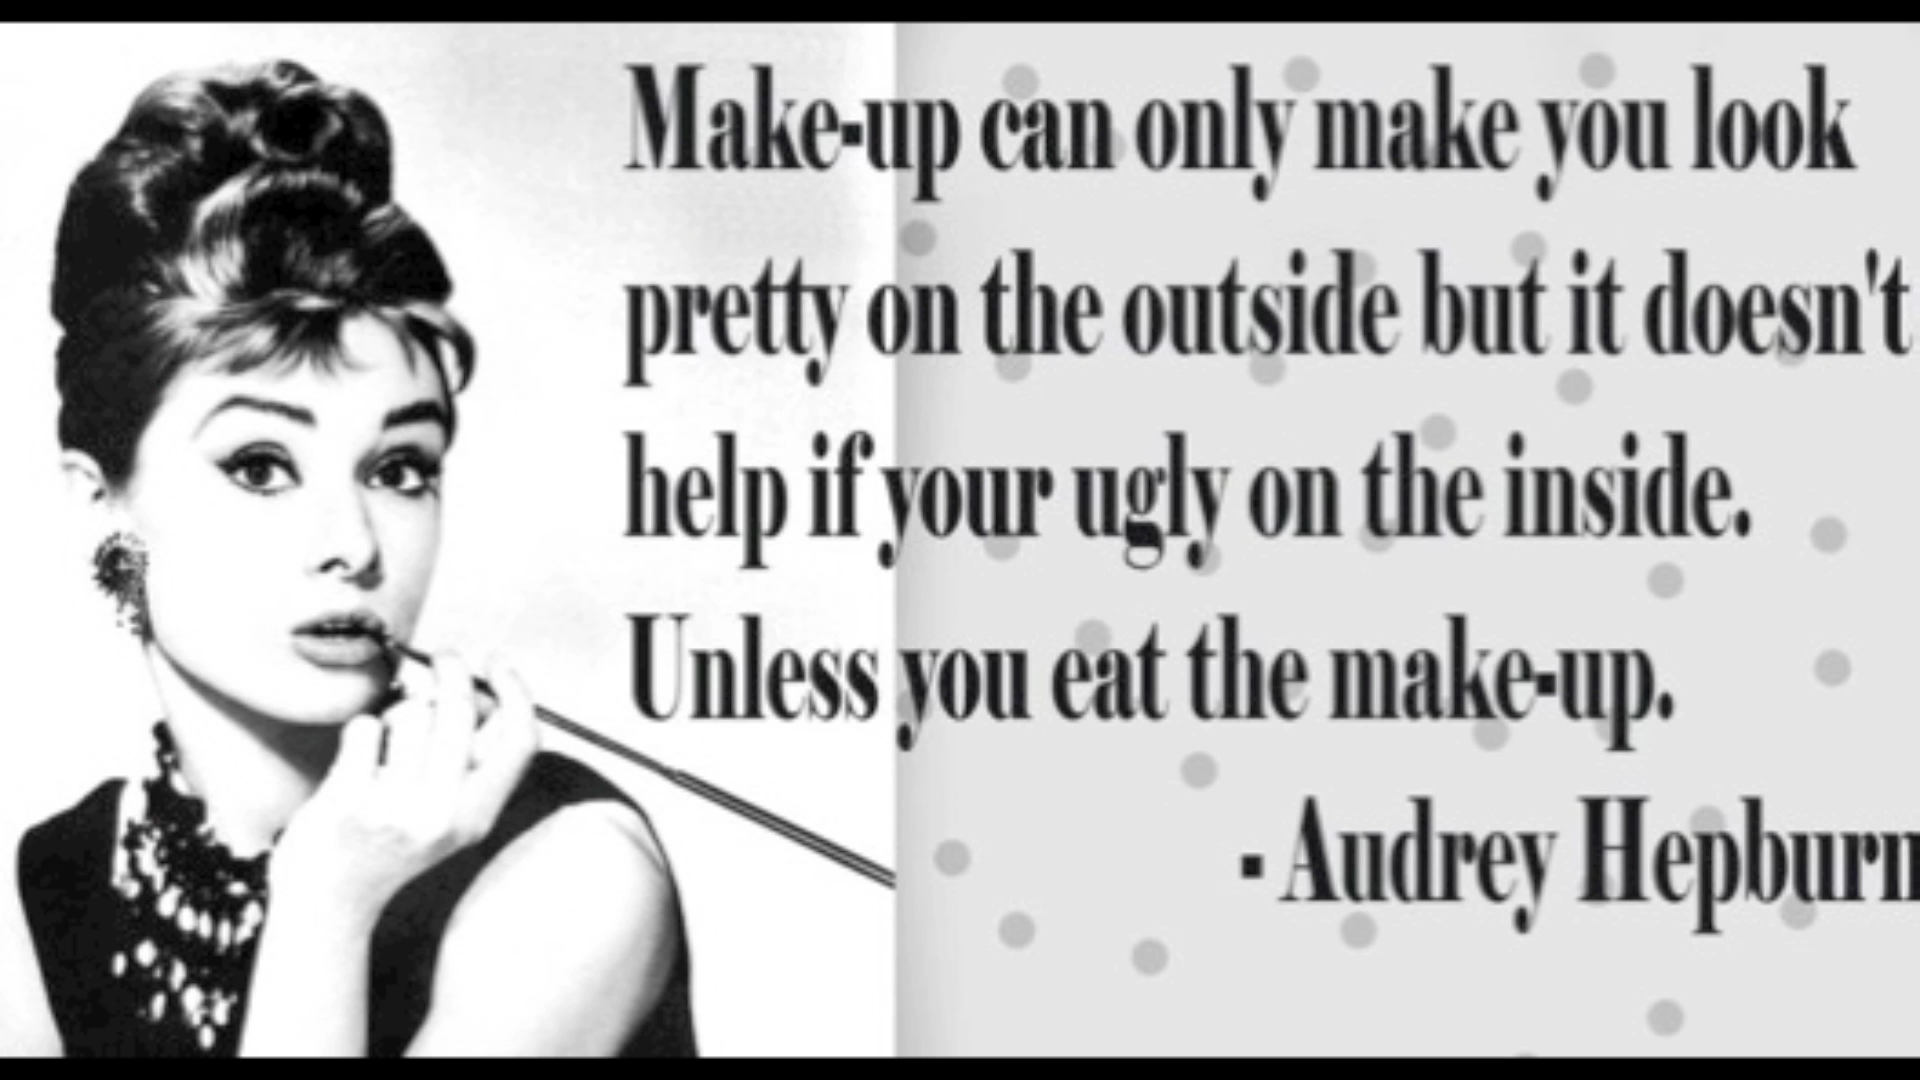 Make-up can only make you look
pretty on the outside but it doesn't
help if your ugly on the inside.
Unless you eat the make-up.
- Audrey Hepburn